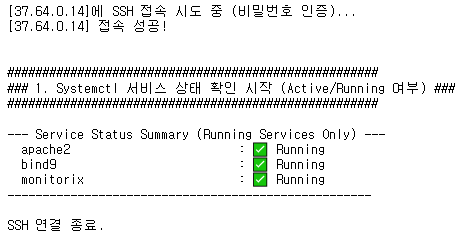 [37.64.0.14]에 SSH 접속 시도 중 (비밀번호 인증)...
[37.64.0.14] 접속 성공!
#####################################################
### 1. Systemctl 서비스 상태 확인 시작 (Active/Running 여부) ###
#####################################################
--- Service Status Summary (Running Services Only) ---
apache2 : ✅ Running
bind9 : ✅ Running
monitorix : ✅ Running
----------------------------------------------------
SSH 연결 종료.